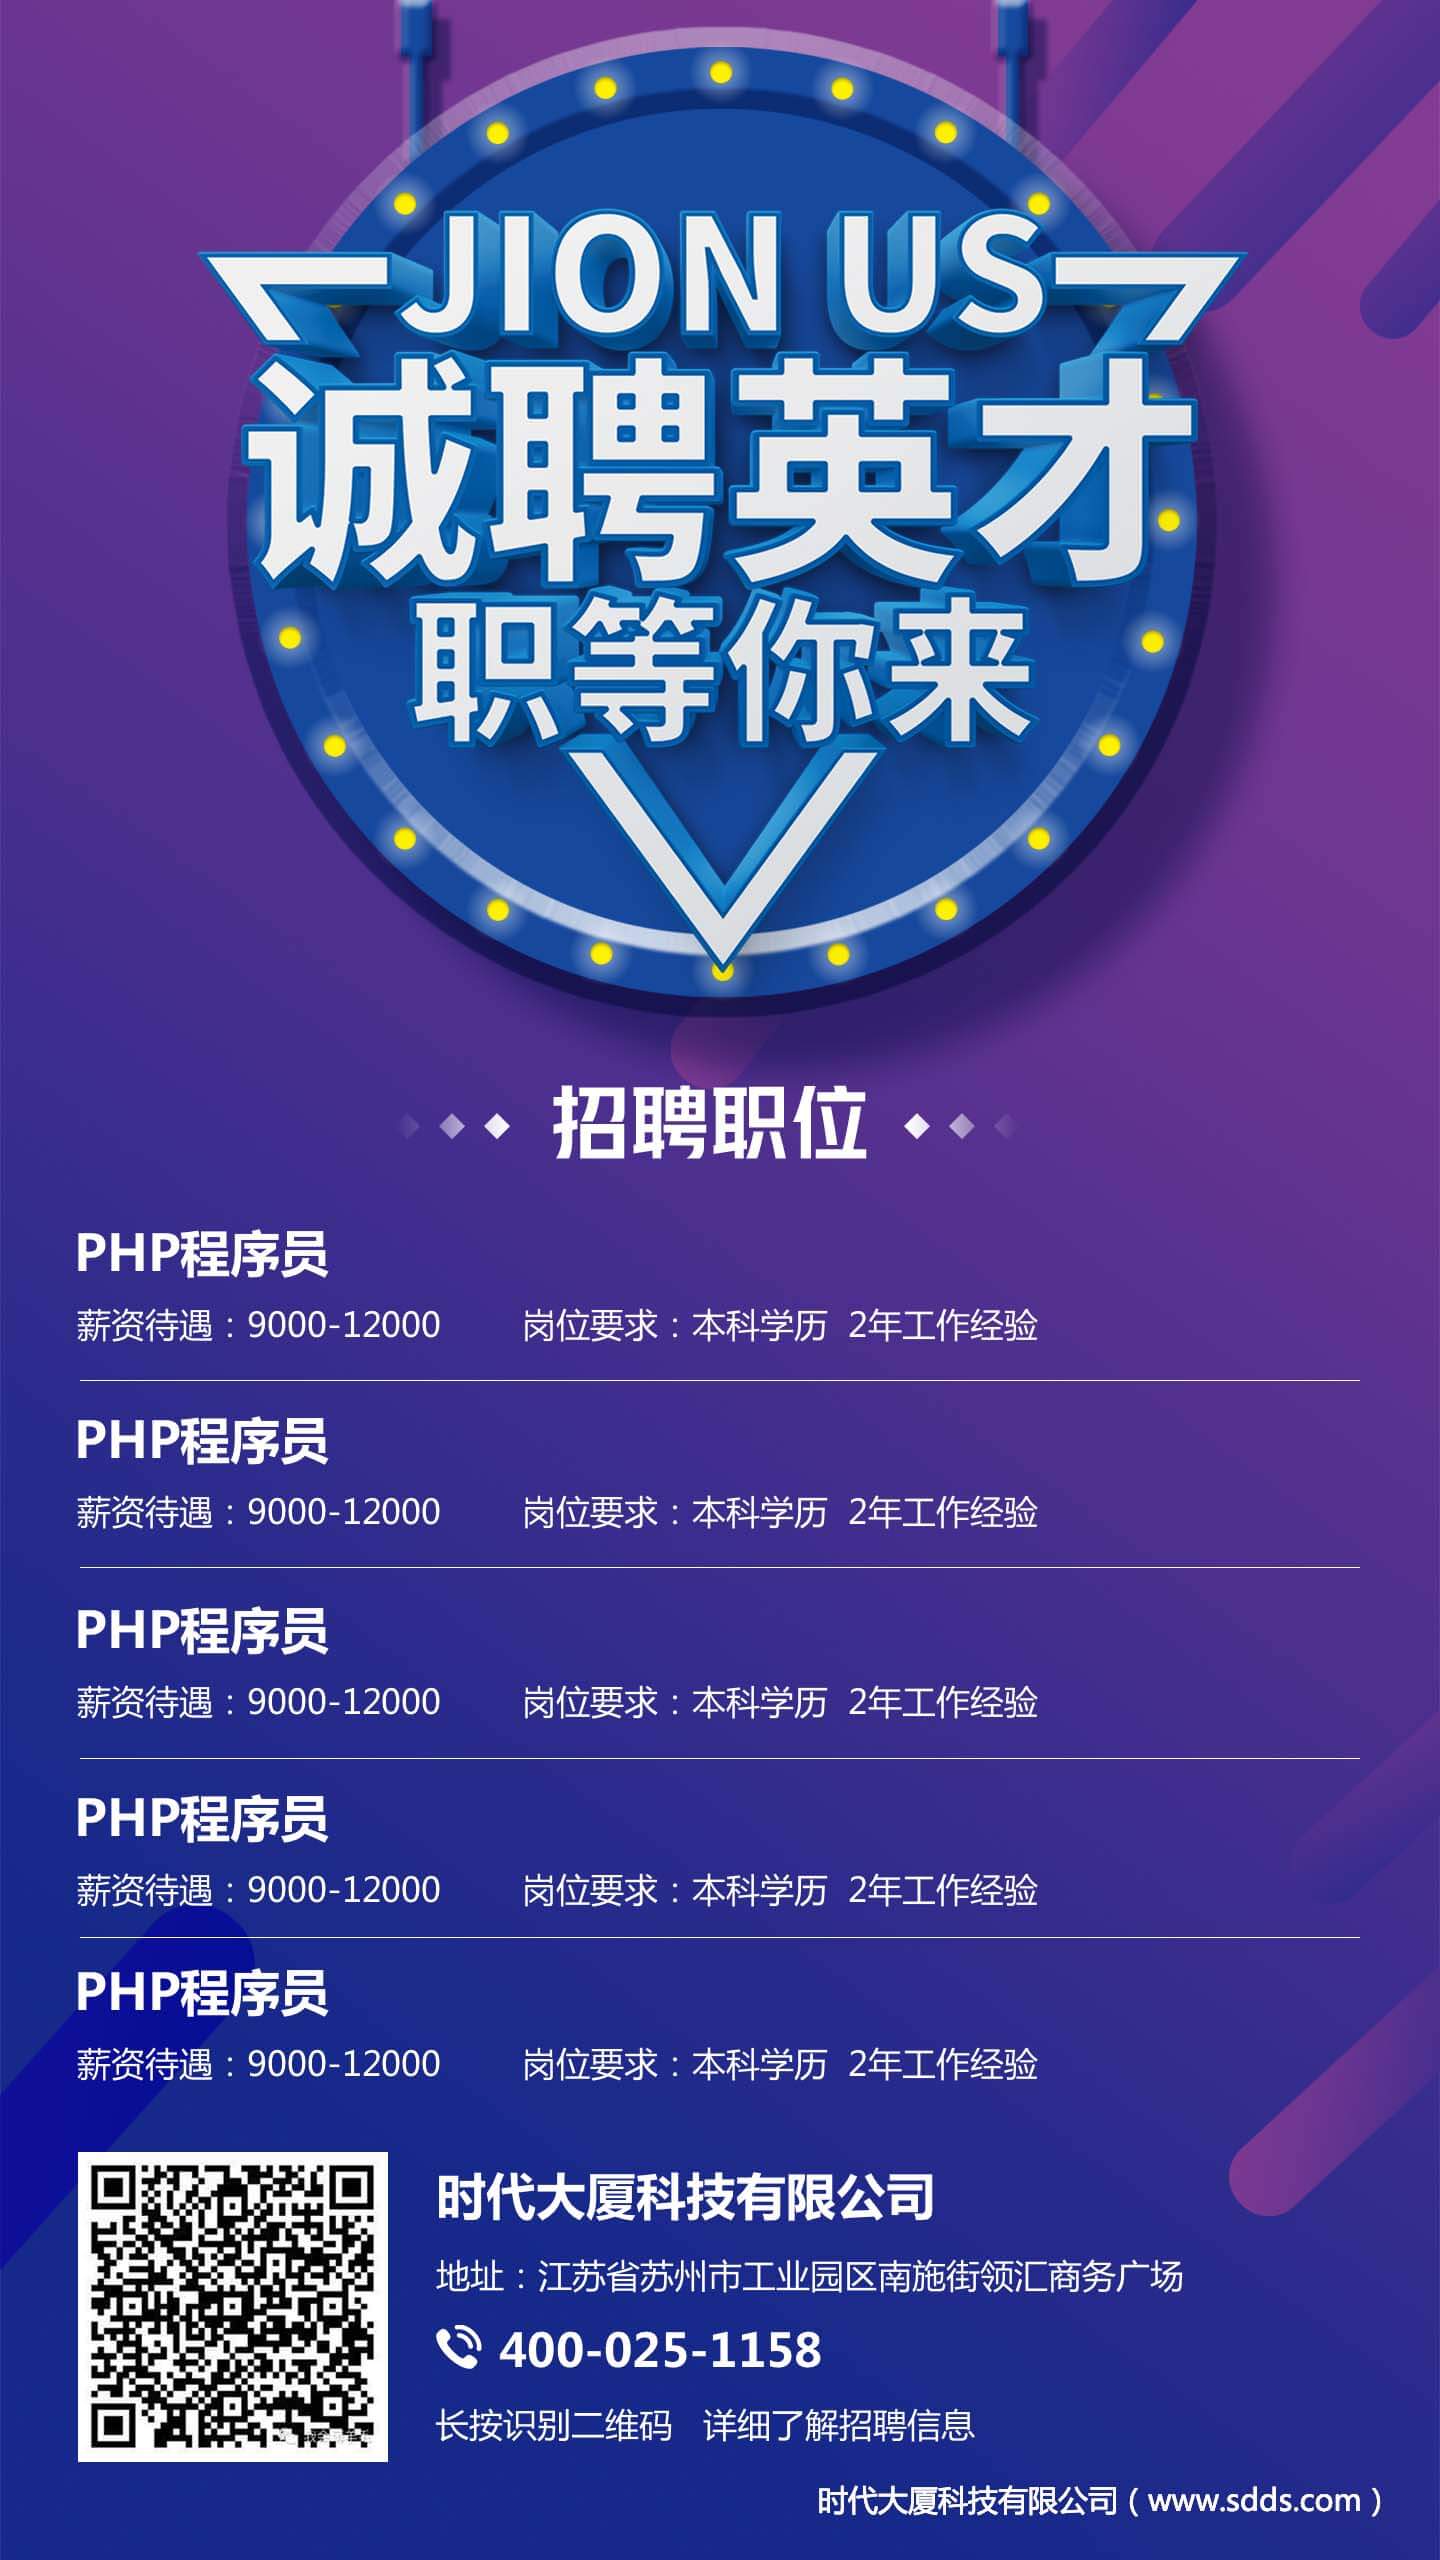 JION US
诚聘英才
职等你来
招聘职位
PHP程序员
薪资待遇：9000-12000 岗位要求：本科学历 2年工作经验
PHP程序员
薪资待遇：9000-12000 岗位要求：本科学历 2年工作经验
PHP程序员
薪资待遇：9000-12000 岗位要求：本科学历 2年工作经验
PHP程序员
薪资待遇：9000-12000 岗位要求：本科学历 2年工作经验
PHP程序员
薪资待遇：9000-12000 岗位要求：本科学历 2年工作经验
时代大厦科技有限公司
地址：江苏省苏州市工业园区南施街领汇商务广场
400-025-1158
长按识别二维码 详细了解招聘信息
时代大厦科技有限公司（www.sdds.com）